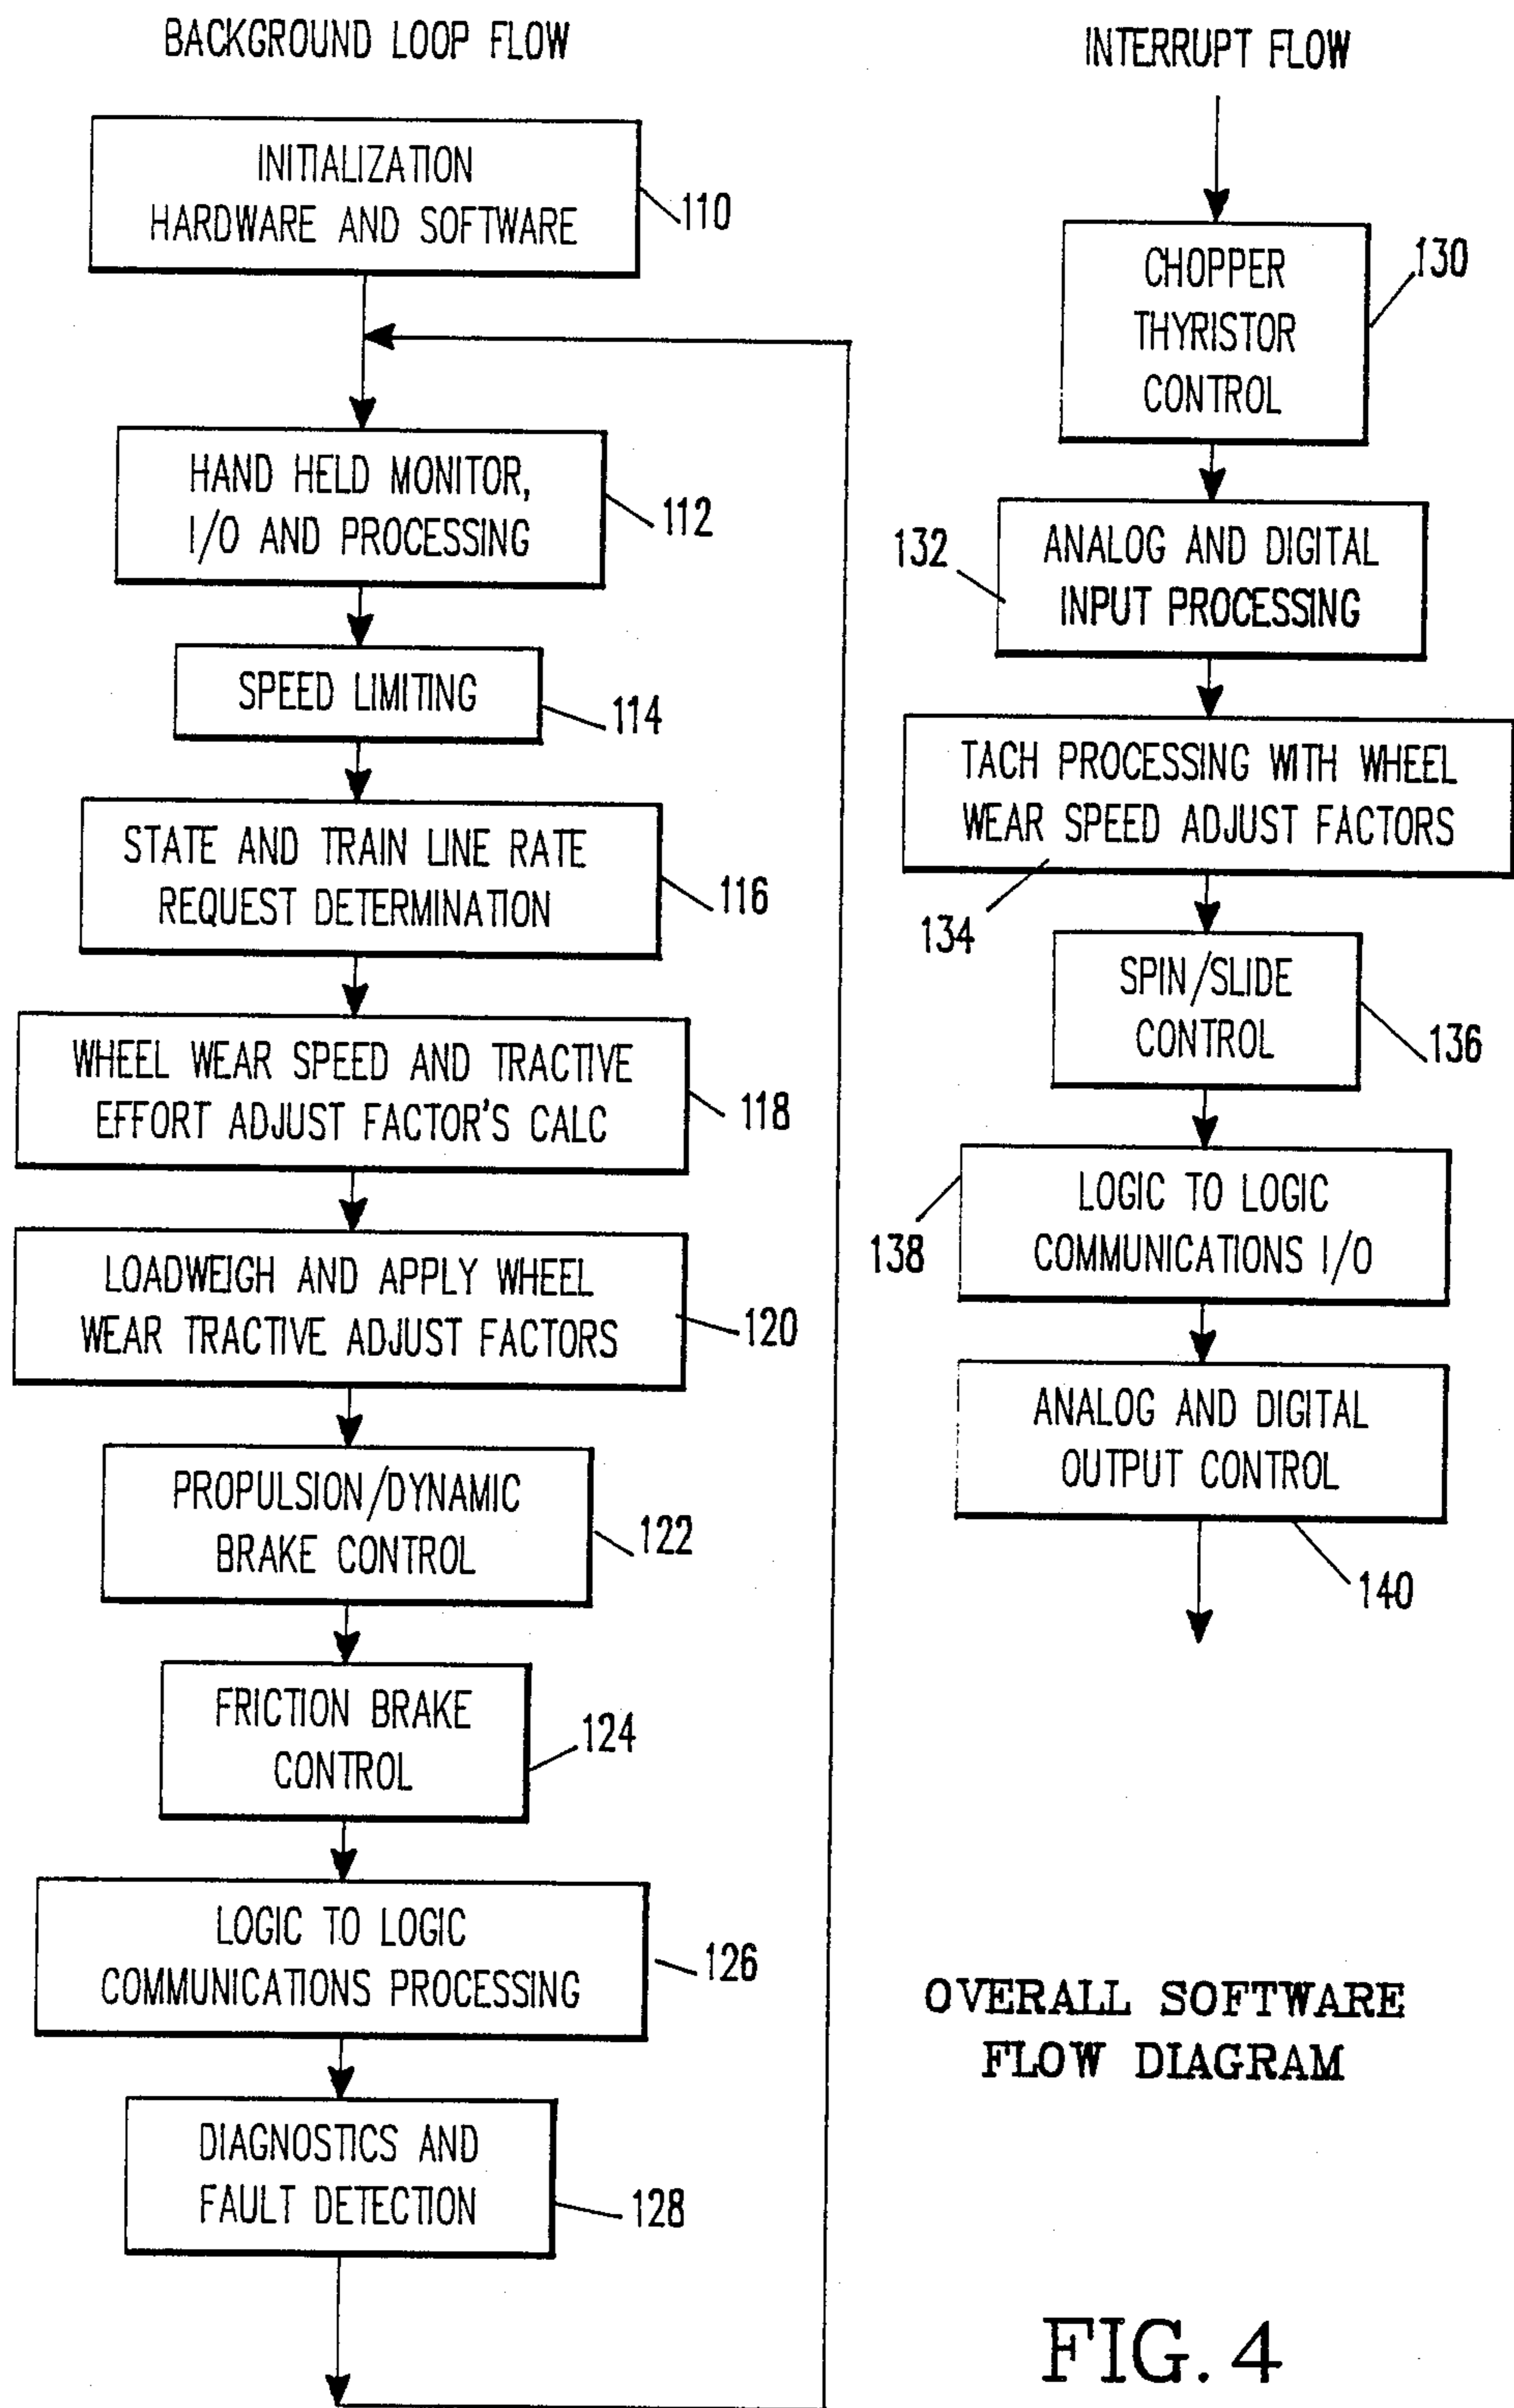 BACKGROUND LOOP FLOW
INITIALIZATION
HARDWARE AND SOFTWARE
110
HAND HELD MONITOR,
I/O AND PROCESSING
112
SPEED LIMITING
114
STATE AND TRAIN LINE RATE
REQUEST DETERMINATION
116
WHEEL WEAR SPEED AND TRACTIVE
EFFORT ADJUST FACTOR'S CALC
118
LOADWEIGH AND APPLY WHEEL
WEAR TRACTIVE ADJUST FACTORS
120
PROPULSION/DYNAMIC
BRAKE CONTROL
122
FRICTION BRAKE
CONTROL
124
LOGIC TO LOGIC
COMMUNICATIONS PROCESSING
126
DIAGNOSTICS AND
FAULT DETECTION
128
INTERRUPT FLOW
CHOPPER
THYRISTOR
CONTROL
130
ANALOG AND DIGITAL
INPUT PROCESSING
132
TACH PROCESSING WITH WHEEL
WEAR SPEED ADJUST FACTORS
134
SPIN/SLIDE
CONTROL
136
LOGIC TO LOGIC
COMMUNICATIONS I/O
138
ANALOG AND DIGITAL
OUTPUT CONTROL
140
OVERALL SOFTWARE
FLOW DIAGRAM
FIG. 4